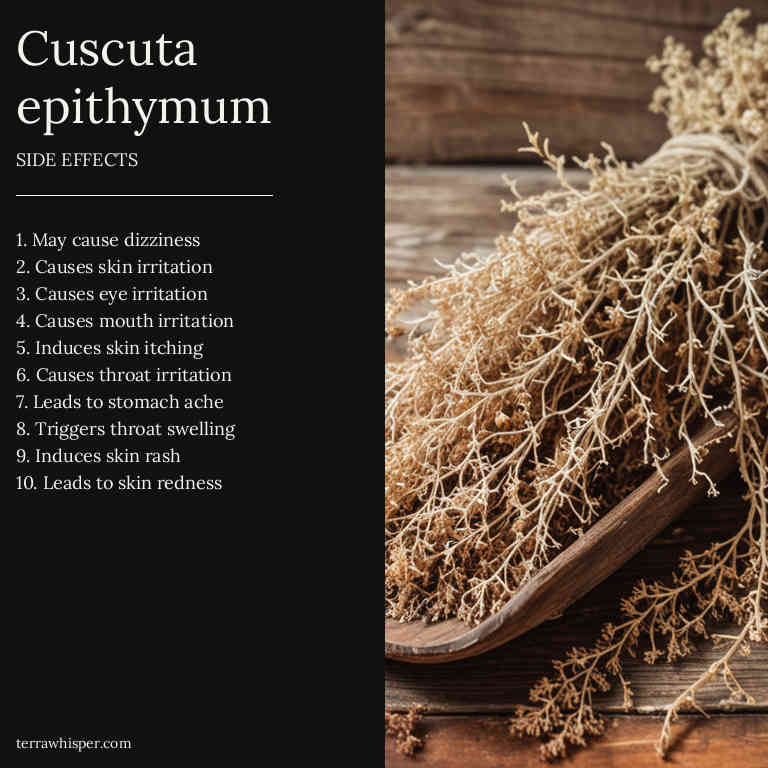 Cuscuta
epithymum
SIDE EFFECTS
1. May cause dizziness
2. Causes skin irritation
3. Causes eye irritation
4. Causes mouth irritation
5. Induces skin itching
6. Causes throat irritation
7. Leads to stomach ache
8. Triggers throat swelling
9. Induces skin rash
10. Leads to skin redness
terrawhisper.com